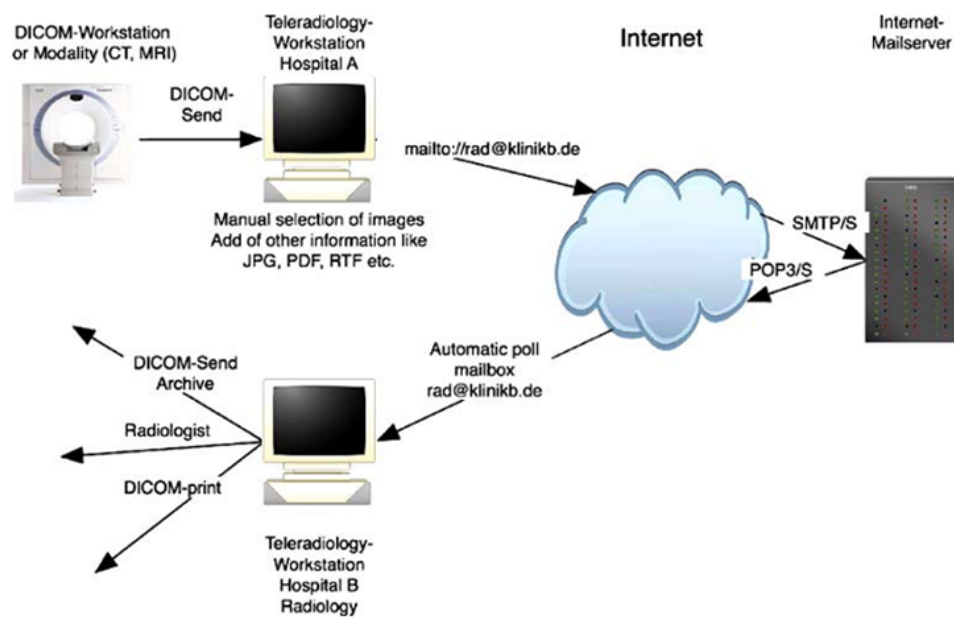 DICOM-Workstation
or Modality (CT, MRI)
DICOM-
Send
Teleradiology-
Workstation
Hospital A
Manual selection of images
Add of other information like
JPG, PDF, RTF etc.
Internet
mailto://rad@klinikb.de
Internet-
Mailserver
SMTP/S
POP3/S
Automatic poll
mailbox
rad@klinikb.de
DICOM-Send
Archive
Radiologist
DICOM-print
Teleradiology-
Workstation
Hospital B
Radiology